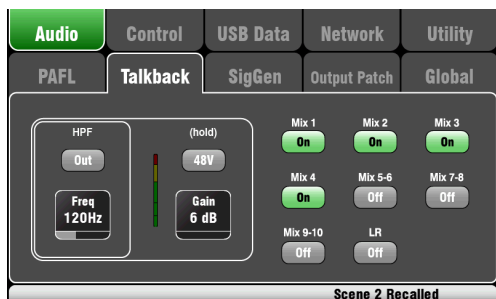 Audio Control USB Data Network Utility
PAFL Talkback SigGen Output Patch Global
HPF (hold) Mix 1 Mix 2 Mix 3
Out 48V On On On
Freq Gain Mix 4 Mix 5-6 Mix 7-8
120Hz 6 dB On Off Off
Mix 9-10 LR
Off Off
Scene 2 Recalled